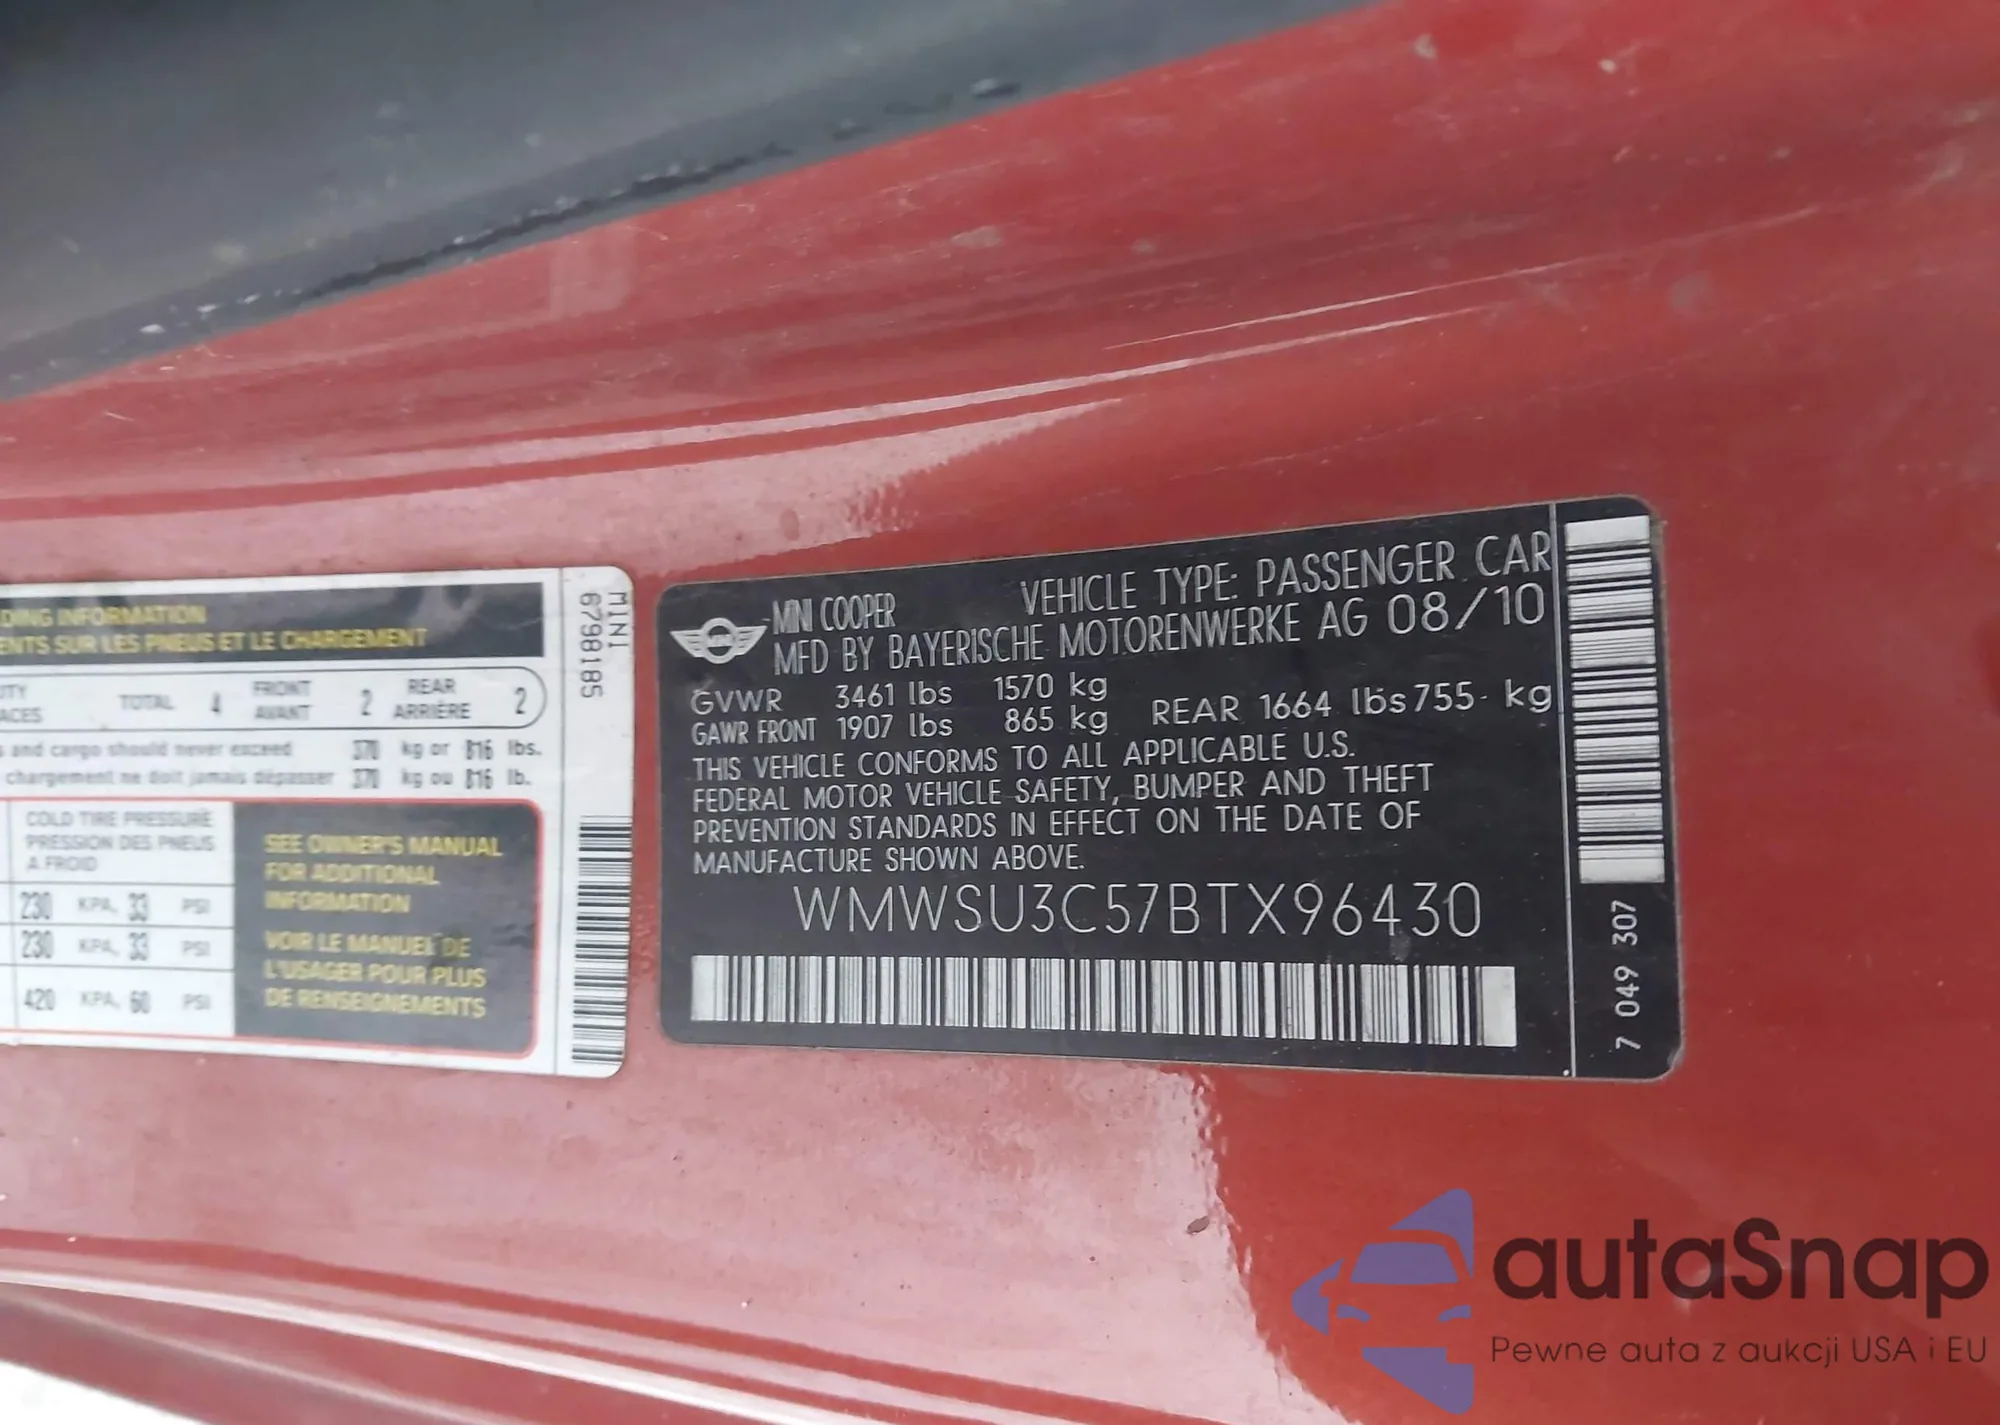 DING INFORMATION
ENTS SUR LES PNEUS ET LE CHARGEMENT
TOTAL 4 FRONT AVANT 2 REAR ARRIÈRE 2
and cargo should never exceed 370 kg or 816 lbs.
chargement ne doit jamais dépasser 370 kg ou 816 lb.
COLD TIRE PRESSURE
PRESSION DES PNEUS
A FROID
230 KPA, 33 PSI
230 KPA, 33 PSI
420 KPA, 60 PSI
SEE OWNER'S MANUAL
FOR ADDITIONAL
INFORMATION
VOIR LE MANUEL DE
L'USAGER POUR PLUS
DE RENSEIGNEMENTS
MINI
6798185
MINI COOPER VEHICLE TYPE: PASSENGER CAR
MFD BY BAYERISCHE MOTORENWERKE AG 08/10
GVWR 3461 lbs 1570 kg
GAWR FRONT 1907 lbs 865 kg REAR 1664 lbs 755 kg
THIS VEHICLE CONFORMS TO ALL APPLICABLE U.S.
FEDERAL MOTOR VEHICLE SAFETY, BUMPER AND THEFT
PREVENTION STANDARDS IN EFFECT ON THE DATE OF
MANUFACTURE SHOWN ABOVE.
WMWSU3C57BTX96430
7 049 307
autaSnap
Pewne auta z aukcji USA i EU